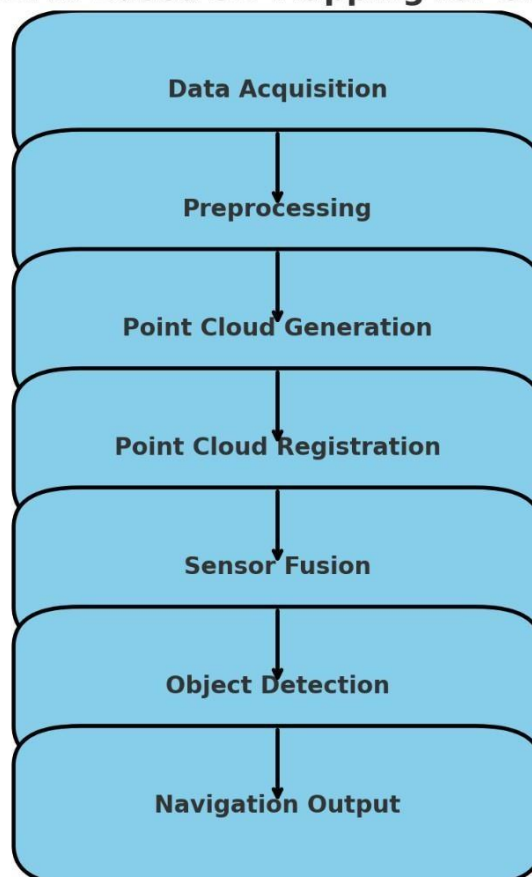 Data Acquisition
Preprocessing
Point Cloud Generation
Point Cloud Registration
Sensor Fusion
Object Detection
Navigation Output